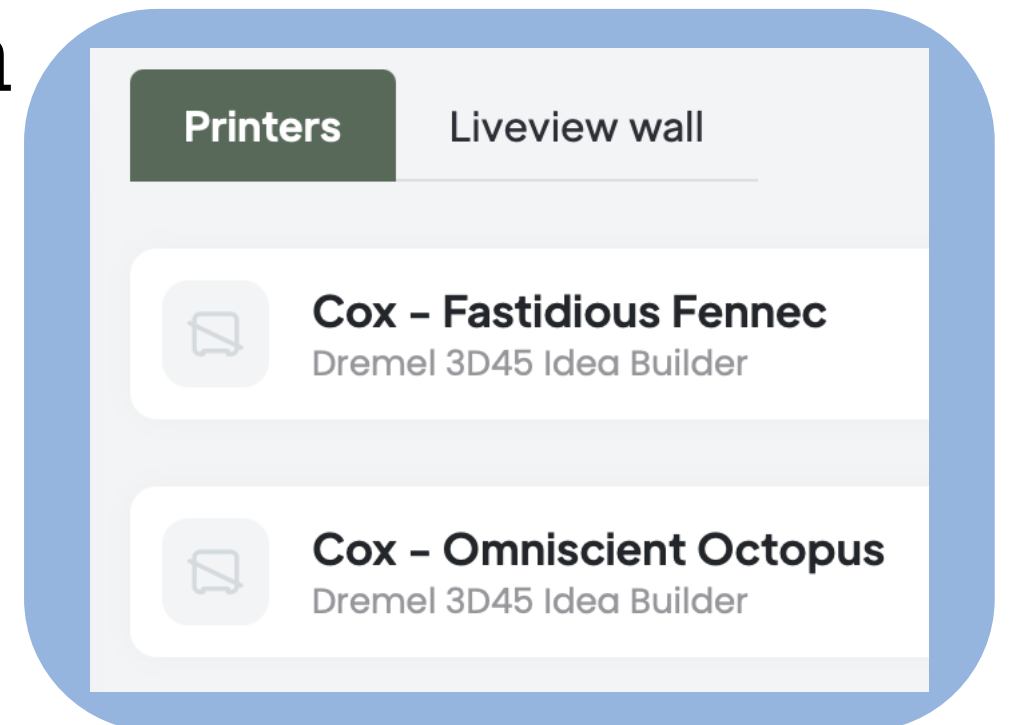 Printers
Liveview wall
Cox - Fastidious Fennec
Dremel 3D45 Idea Builder
Cox - Omniscient Octopus
Dremel 3D45 Idea Builder